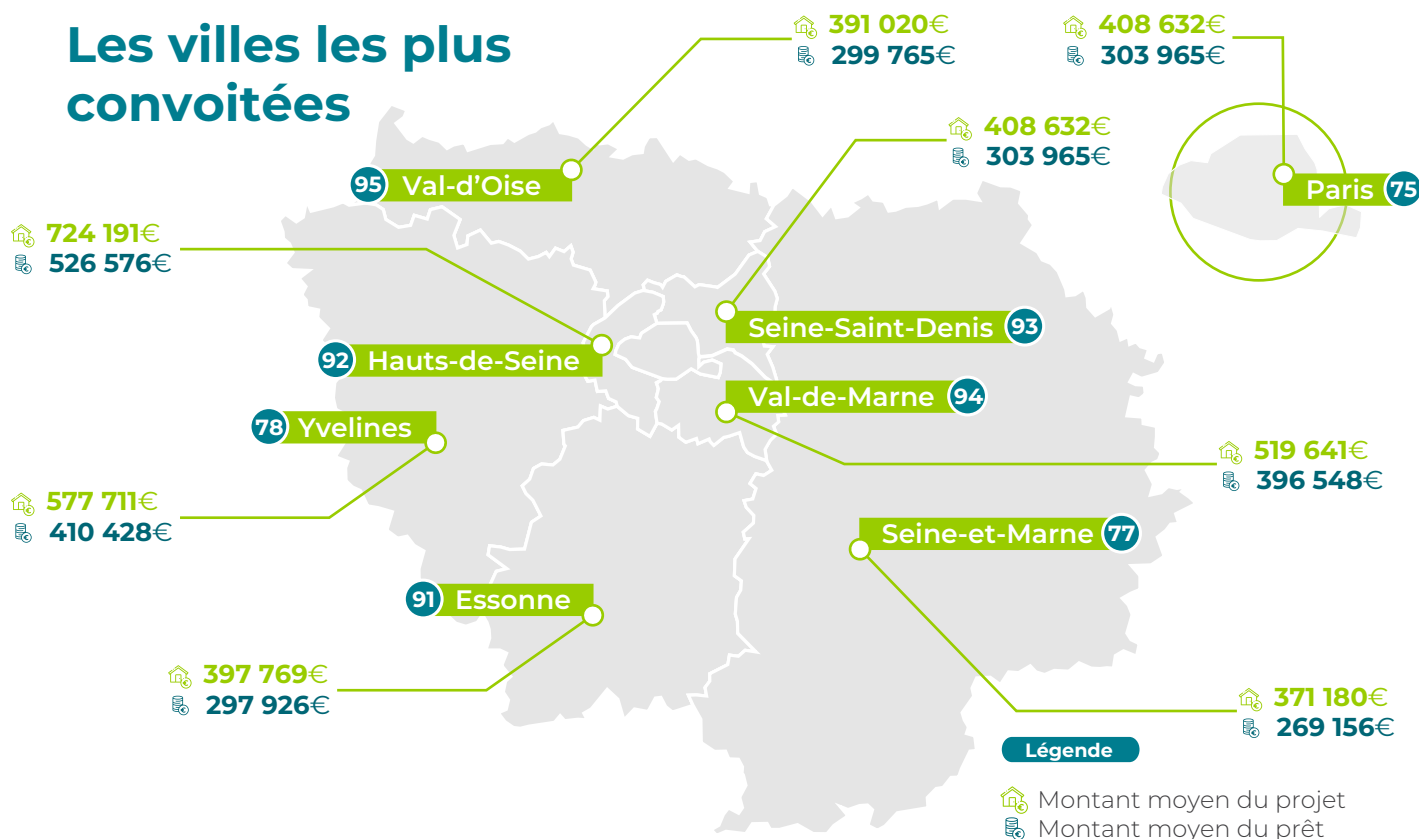 Les villes les plus
convoitées
391 020€
299 765€
408 632€
303 965€
408 632€
303 965€
95 Val-d'Oise
Paris 75
724 191€
526 576€
Seine-Saint-Denis 93
92 Hauts-de-Seine
Val-de-Marne 94
78 Yvelines
519 641€
396 548€
577 711€
410 428€
Seine-et-Marne 77
91 Essonne
397 769€
297 926€
371 180€
269 156€
Légende
Montant moyen du projet
Montant moyen du prêt